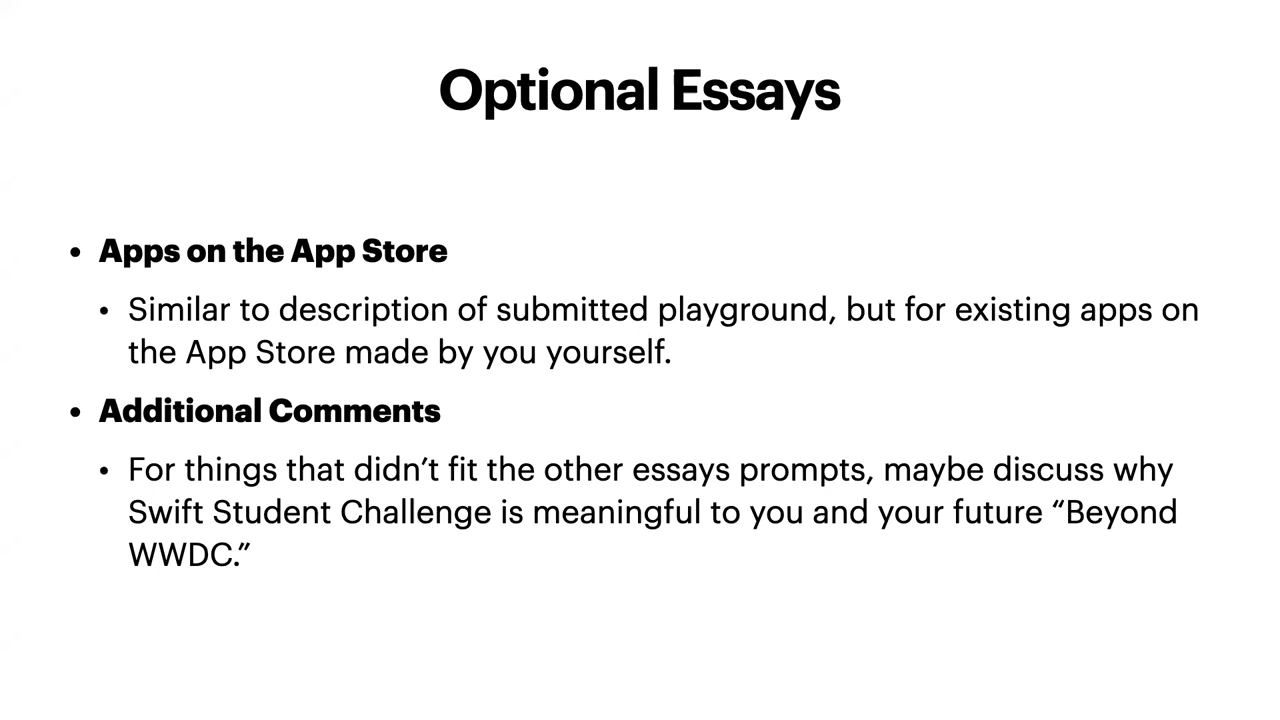 Optional Essays
• Apps on the App Store
• Similar to description of submitted playground, but for existing apps on
the App Store made by you yourself.
• Additional Comments
• For things that didn’t fit the other essays prompts, maybe discuss why
Swift Student Challenge is meaningful to you and your future “Beyond
WWDC.”